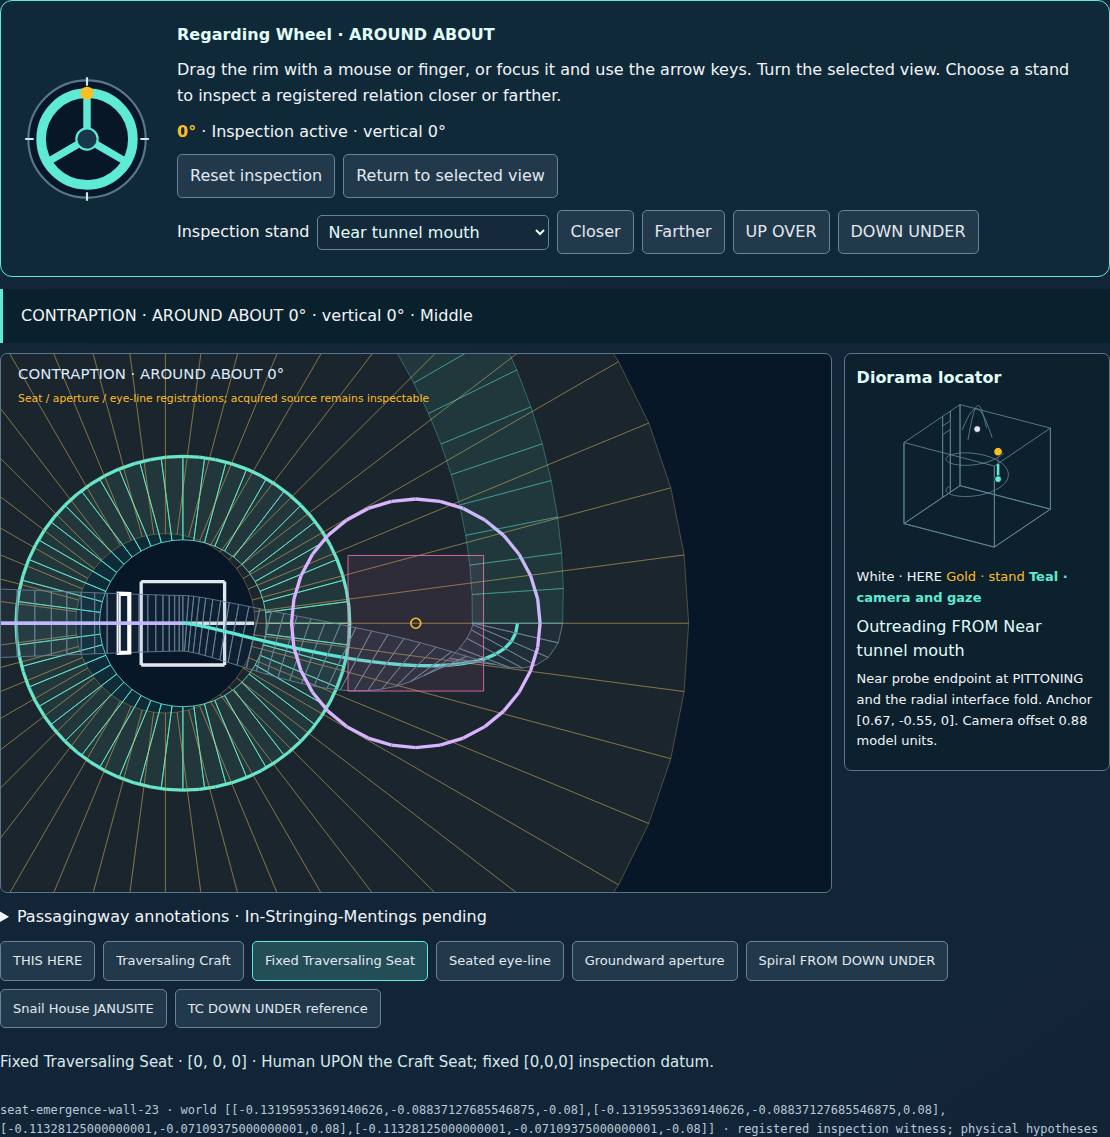 Regarding Wheel · AROUND ABOUT
Drag the rim with a mouse or finger, or focus it and use the arrow keys. Turn the selected view. Choose a stand
to inspect a registered relation closer or farther.
0° · Inspection active · vertical 0°
Reset inspection
Return to selected view
Inspection stand
Near tunnel mouth
Closer
Farther
UP OVER
DOWN UNDER
CONTRAPTION · AROUND ABOUT 0° · vertical 0° · Middle
CONTRAPTION · AROUND ABOUT 0°
Seat / aperture / eye-line registrations; acquired source remains inspectable
Diorama locator
White · HERE Gold · stand Teal ·
camera and gaze
Outreading FROM Near
tunnel mouth
Near probe endpoint at PITTONING
and the radial interface fold. Anchor
[0.67, -0.55, 0]. Camera offset 0.88
model units.
Passagingway annotations · In-Stringing-Mentings pending
THIS HERE
Traversaling Craft
Fixed Traversaling Seat
Seated eye-line
Groundward aperture
Spiral FROM DOWN UNDER
Snail House JANUSITE
TC DOWN UNDER reference
Fixed Traversaling Seat · [0, 0, 0] · Human UPON the Craft Seat; fixed [0,0,0] inspection datum.
seat-emergence-wall-23 · world [[-0.13195953369140626,-0.08837127685546875,-0.08],[-0.13195953369140626,-0.08837127685546875,0.08],
[-0.11328125000000001,-0.07109375000000001,0.08],[-0.11328125000000001,-0.07109375000000001,-0.08]] · registered inspection witness; physical hypotheses